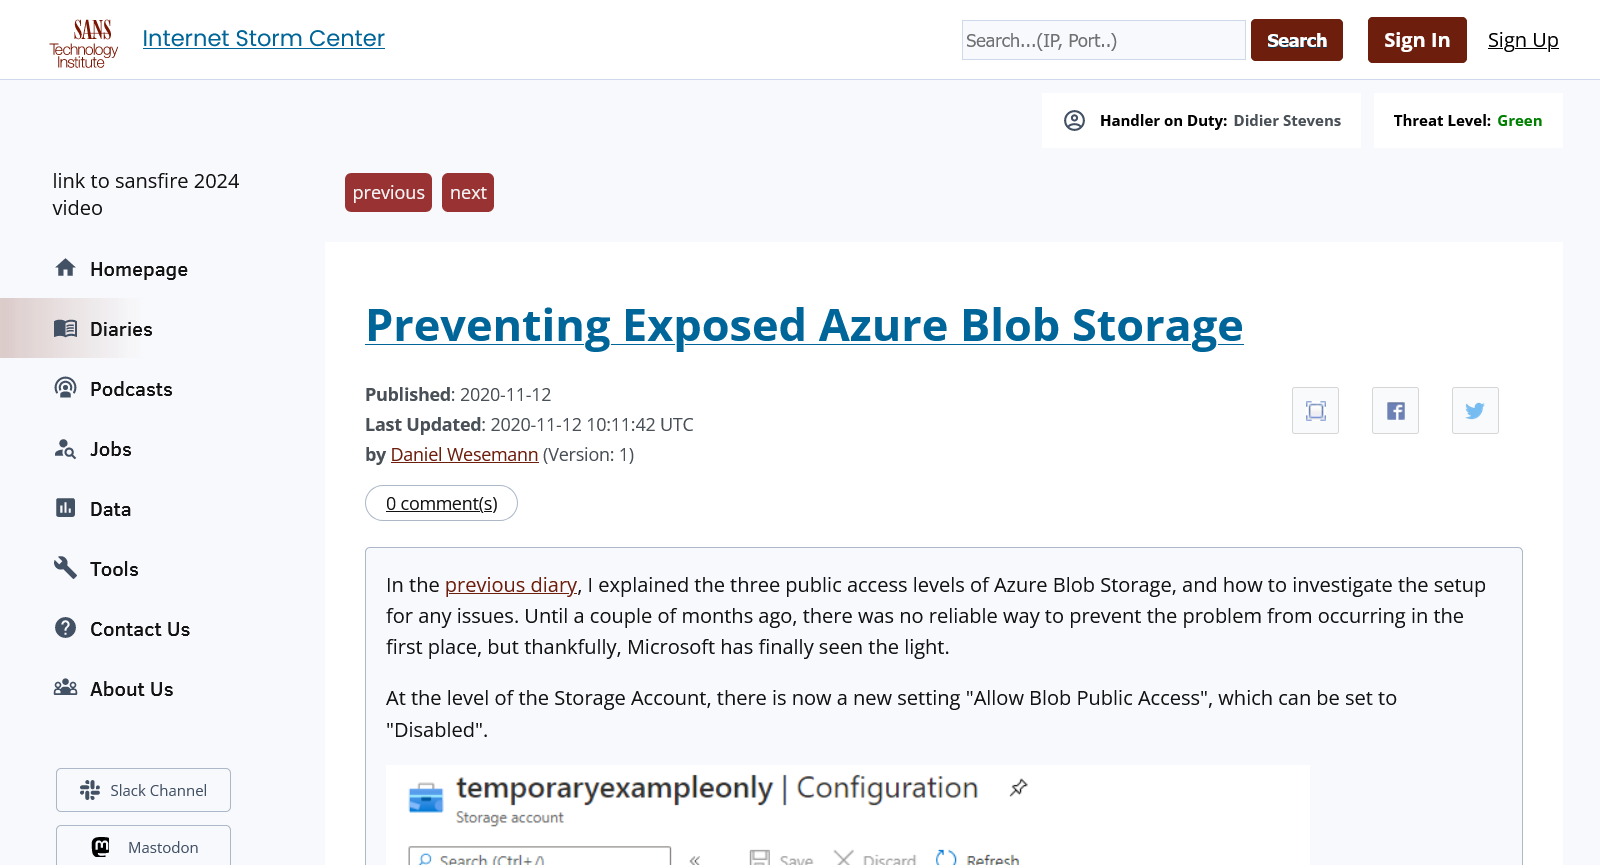 SANS
Technology
Institute
Internet Storm Center
Search...(IP, Port..)
Search
Sign In
Sign Up
Handler on Duty: Didier Stevens
Threat Level: Green
link to sansfire 2024
video
previous
next
Homepage
Diaries
Podcasts
Jobs
Data
Tools
Contact Us
About Us
Slack Channel
Mastodon
Preventing Exposed Azure Blob Storage
Published: 2020-11-12
Last Updated: 2020-11-12 10:11:42 UTC
by Daniel Wesemann (Version: 1)
0 comment(s)
In the previous diary, I explained the three public access levels of Azure Blob Storage, and how to investigate the setup
for any issues. Until a couple of months ago, there was no reliable way to prevent the problem from occurring in the
first place, but thankfully, Microsoft has finally seen the light.
At the level of the Storage Account, there is now a new setting "Allow Blob Public Access", which can be set to
"Disabled".
temporaryexampleonly | Configuration
Storage account
Search (Ctrl+/)
«
Save
Discard
Refresh